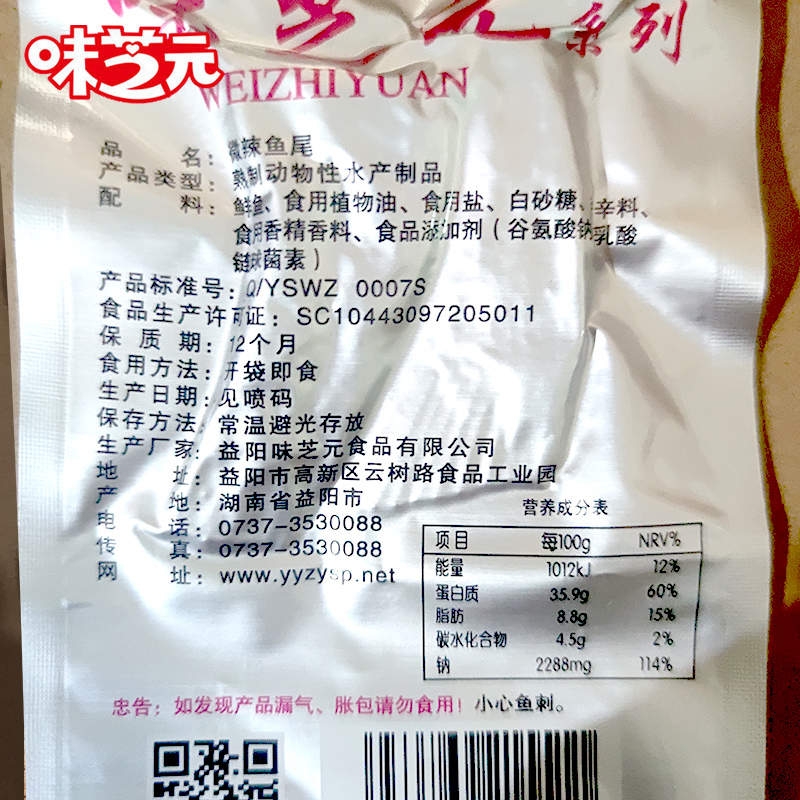 味芝元系列
味芝元
WEIZHIYUAN
品 名：微辣鱼尾
产品类型：熟制动物性水产制品
配 料：鲜鱼、食用植物油、食用盐、白砂糖、辛料、
食用香精香料、食品添加剂（谷氨酸钠乳酸
链球菌素）
产品标准号：Q/YSWZ 0007S
食品生产许可证：SC10443097205011
保 质 期：12个月
食用方法：开袋即食
生产日期：见喷码
保存方法：常温避光存放
生产厂家：益阳味芝元食品有限公司
地 址：益阳市高新区云树路食品工业园
产 地：湖南省益阳市
电 话：0737-3530088
传 真：0737-3530088
网 址：www.yyzysp.net
营养成分表
项目 每100g NRV%
能量 1012kJ 12%
蛋白质 35.9g 60%
脂肪 8.8g 15%
碳水化合物 4.5g 2%
钠 2288mg 114%
忠告：如发现产品漏气、胀包请勿食用！小心鱼刺。